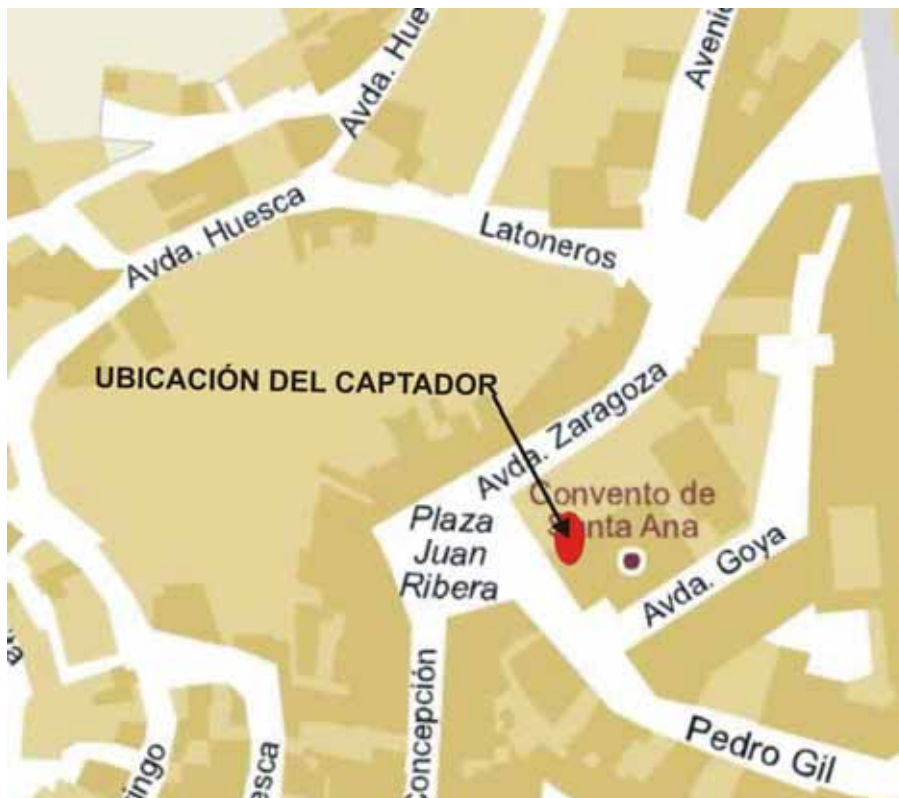 Avda. Hue
Avenid
Avda. Huesca
Latoneros
UBICACIÓN DEL CAPTADOR
Avda. Zaragoza
Convento de
Santa Ana
Plaza
Juan
Ribera
Avda. Goya
Concepción
Pedro Gil
ingo
esca